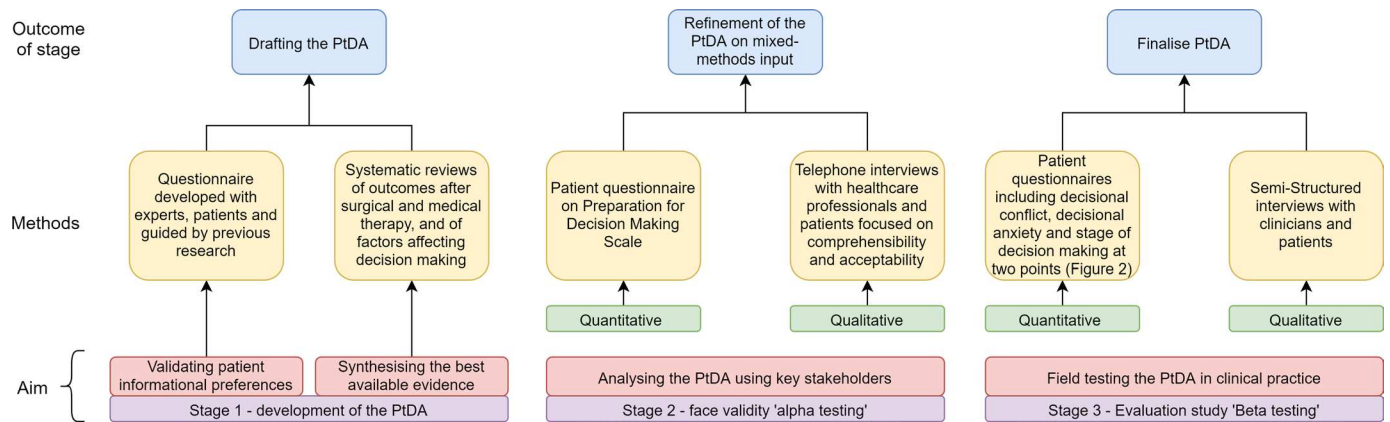 Outcome
of stage
Drafting the PtDA
Refinement of the
PtDA on mixed-
methods input
Finalise PtDA
Methods
Questionnaire
developed with
experts, patients and
guided by previous
research
Systematic reviews
of outcomes after
surgical and medical
therapy, and of
factors affecting
decision making
Patient questionnaire
on Preparation for
Decision Making
Scale
Telephone interviews
with healthcare
professionals and
patients focused on
comprehensibility
and acceptability
Patient
questionnaires
including decisional
conflict, decisional
anxiety and stage of
decision making at
two points (Figure 2)
Semi-Structured
interviews with
clinicians and
patients
Quantitative
Qualitative
Quantitative
Qualitative
Aim
Validating patient
informational preferences
Synthesising the best
available evidence
Analysing the PtDA using key stakeholders
Field testing the PtDA in clinical practice
Stage 1 - development of the PtDA
Stage 2 - face validity 'alpha testing'
Stage 3 - Evaluation study 'Beta testing'